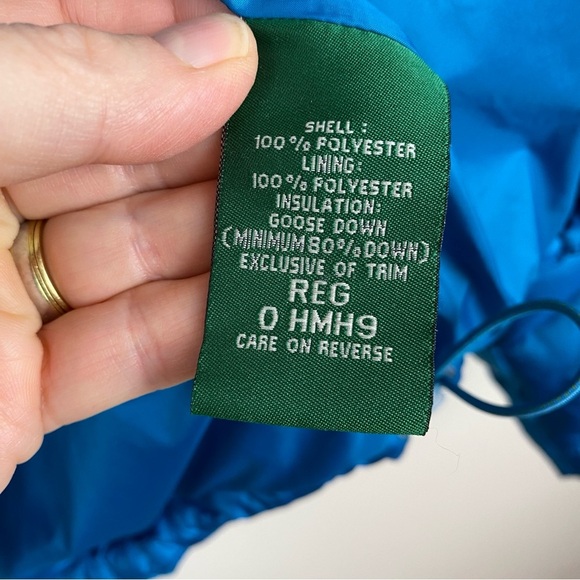 SHELL :
100% POLYESTER
LINING:
100% POLYESTER
INSULATION:
GOOSE DOWN
(MINIMUM 80% DOWN)
EXCLUSIVE OF TRIM
REG
0 HMH9
CARE ON REVERSE